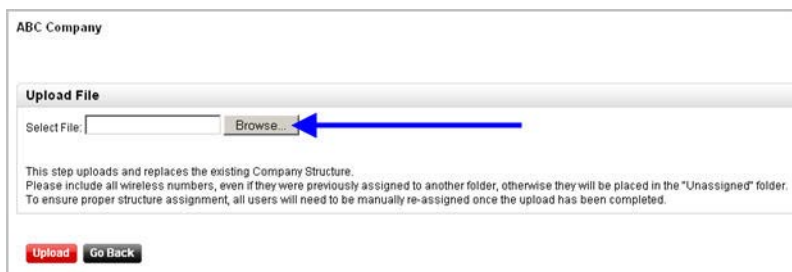 ABC Company
Upload File
Select File: Browse...
This step uploads and replaces the existing Company Structure.
Please include all wireless numbers, even if they were previously assigned to another folder, otherwise they will be placed in the "Unassigned" folder.
To ensure proper structure assignment, all users will need to be manually re-assigned once the upload has been completed.
Upload Go Back